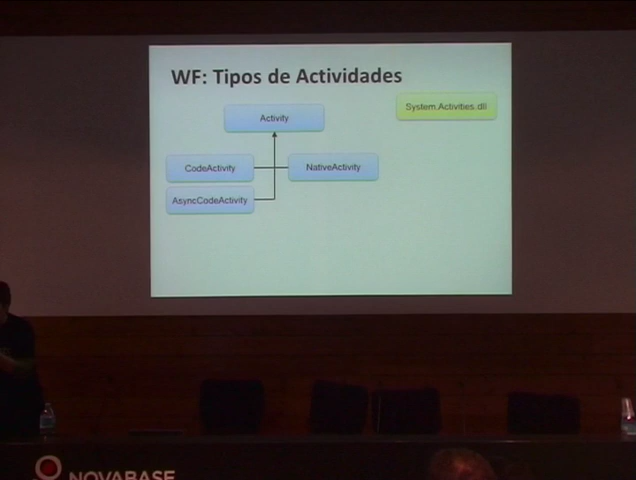 WF: Tipos de Actividades
System.Activities.dll
Activity
CodeActivity
NativeActivity
AsyncCodeActivity
NOVABASE